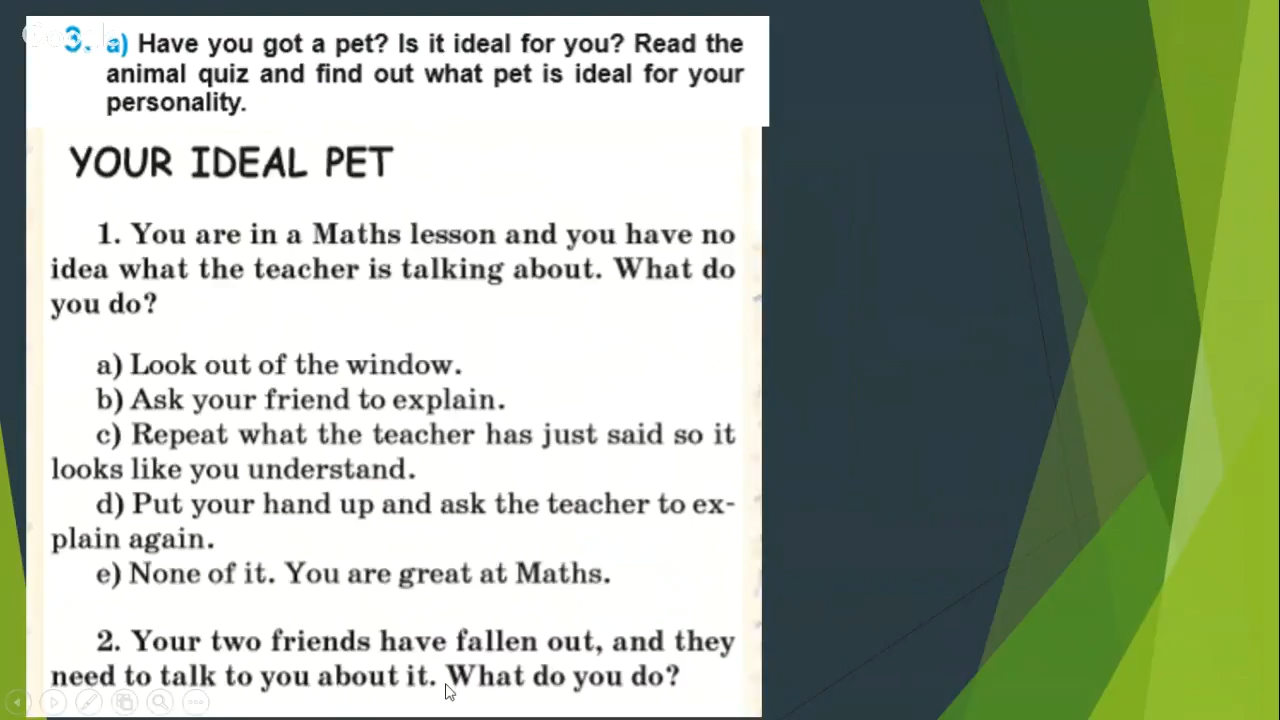 3. a) Have you got a pet? Is it ideal for you? Read the
animal quiz and find out what pet is ideal for your
personality.
YOUR IDEAL PET
1. You are in a Maths lesson and you have no
idea what the teacher is talking about. What do
you do?
a) Look out of the window.
b) Ask your friend to explain.
c) Repeat what the teacher has just said so it
looks like you understand.
d) Put your hand up and ask the teacher to ex-
plain again.
e) None of it. You are great at Maths.
2. Your two friends have fallen out, and they
need to talk to you about it. What do you do?